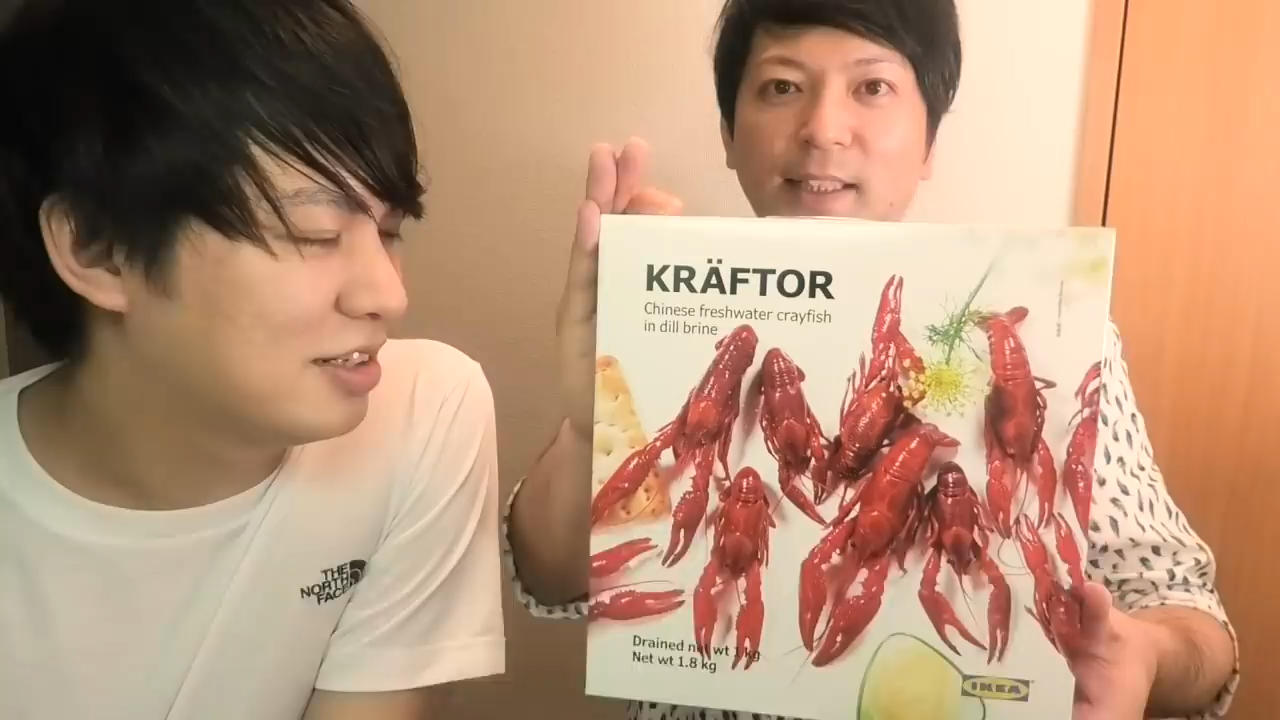 KRÄFTOR
Chinese freshwater crayfish
in dill brine
THE
NORTH
FACE
Drained net wt 1 kg
Net wt 1.8 kg
IKEA